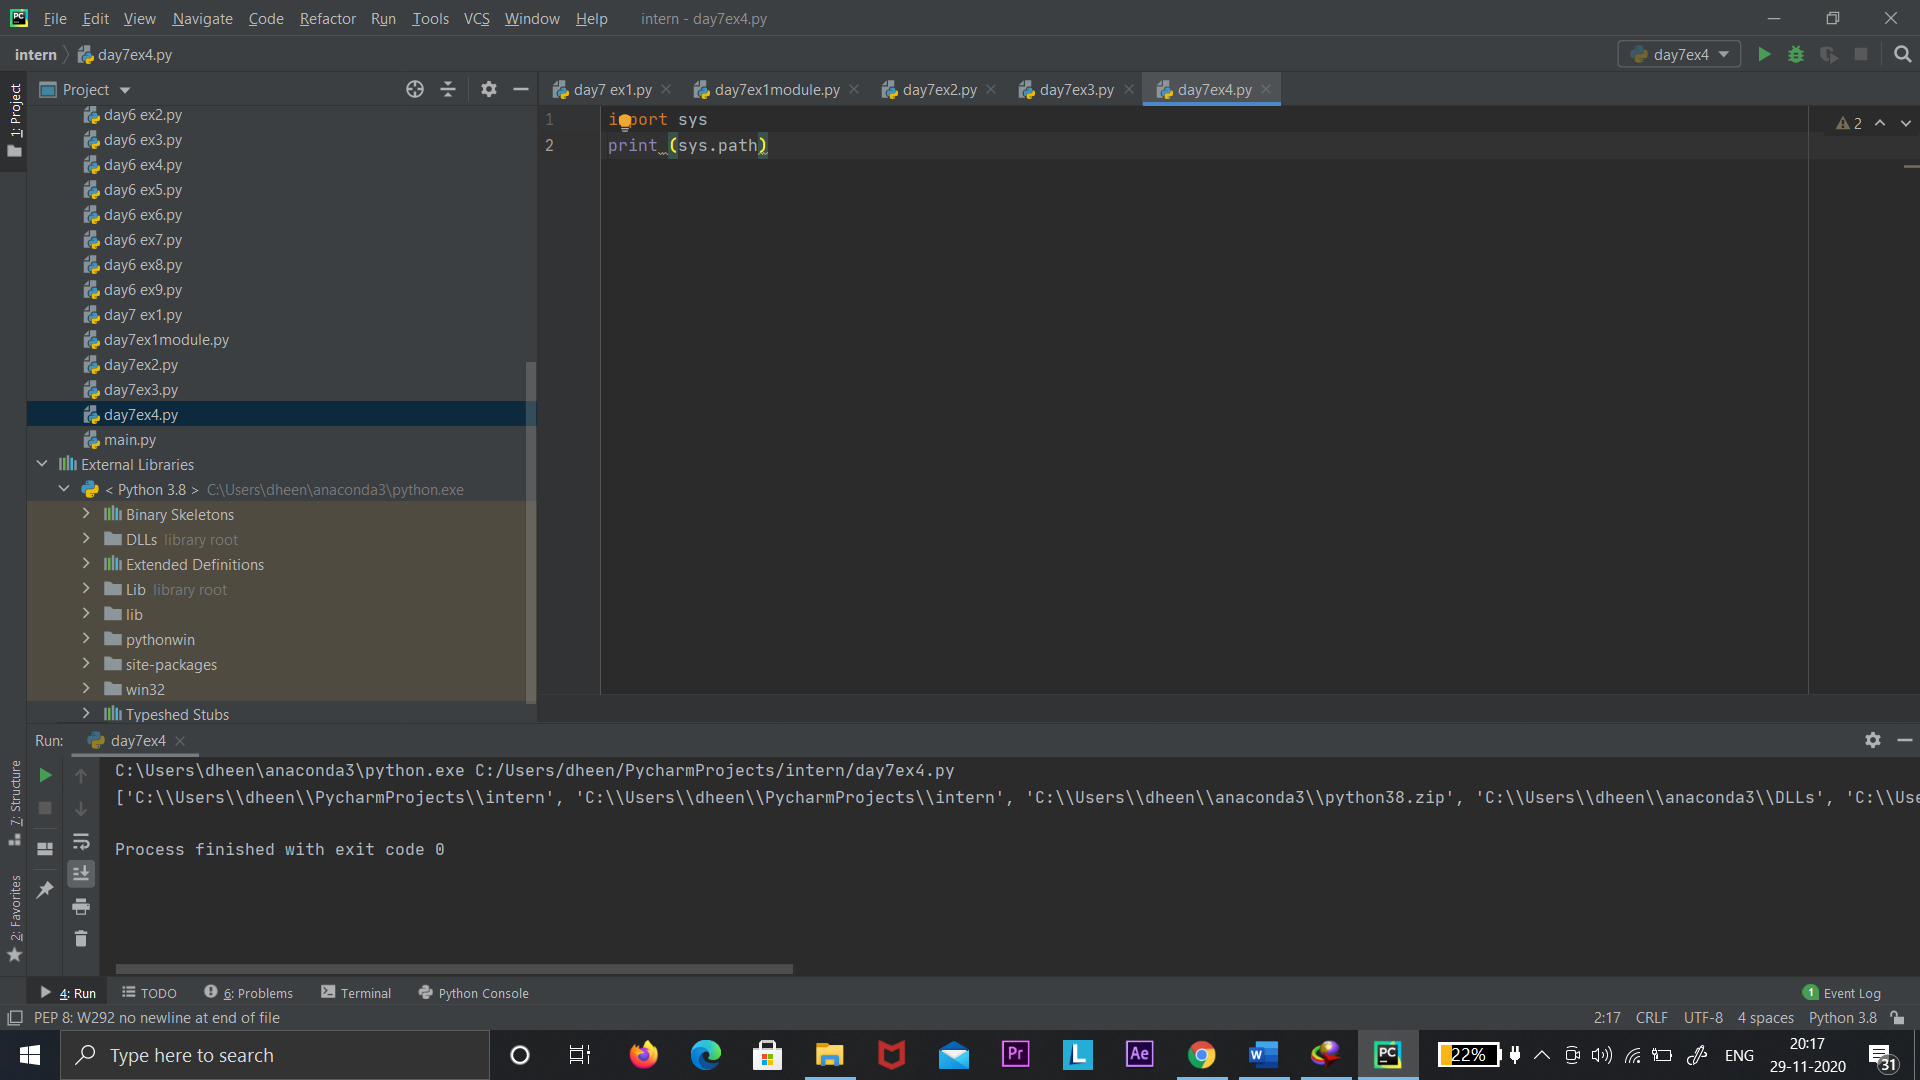 PC File Edit View Navigate Code Refactor Run Tools VCS Window Help intern - day7ex4.py
intern day7ex4.py day7ex4
1: Project
Project
day7 ex1.py day7ex1module.py day7ex2.py day7ex3.py day7ex4.py
day6 ex2.py
day6 ex3.py
day6 ex4.py
day6 ex5.py
day6 ex6.py
day6 ex7.py
day6 ex8.py
day6 ex9.py
day7 ex1.py
day7ex1module.py
day7ex2.py
day7ex3.py
day7ex4.py
main.py
External Libraries
< Python 3.8 > C:\Users\dheen\anaconda3\python.exe
Binary Skeletons
DLLs library root
Extended Definitions
Lib library root
lib
pythonwin
site-packages
win32
Typeshed Stubs
1 import sys
2 print (sys.path)
2
Run: day7ex4
7: Structure
2: Favorites
C:\Users\dheen\anaconda3\python.exe C:/Users/dheen/PycharmProjects/intern/day7ex4.py
['C:\\Users\\dheen\\PycharmProjects\\intern', 'C:\\Users\\dheen\\PycharmProjects\\intern', 'C:\\Users\\dheen\\anaconda3\\python38.zip', 'C:\\Users\\dheen\\anaconda3\\DLLs', 'C:\\Use
Process finished with exit code 0
4: Run TODO 6: Problems Terminal Python Console 1 Event Log
PEP 8: W292 no newline at end of file 2:17 CRLF UTF-8 4 spaces Python 3.8
Type here to search Pr L Ae W PC 22% ENG 20:17
29-11-2020 31